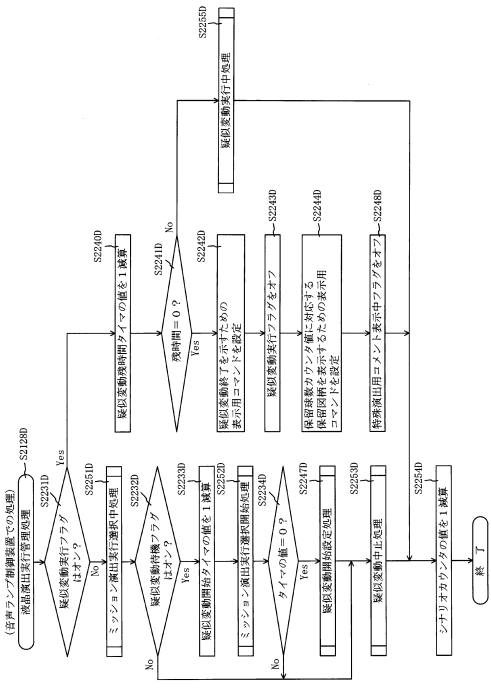 (音声ランプ制御装置での処理)
液晶演出実行管理処理
S2128D
疑似変動実行フラグ
はオン?
S2231D
Yes
No
ミッション演出実行選択中処理
S2251D
疑似変動待機フラグ
はオン?
S2232D
No
Yes
疑似変動開始タイマの値を1減算
S2233D
ミッション演出実行選択開始処理
S2252D
タイマの値=0?
S2234D
No
Yes
疑似変動開始設定処理
S2247D
疑似変動中止処理
S2253D
シナリオカウンタの値を1減算
S2254D
終 了
疑似変動残時間タイマの値を1減算
S2240D
残時間=0?
S2241D
No
Yes
疑似変動終了を示すための
表示用コマンドを設定
S2242D
疑似変動実行フラグをオフ
S2243D
保留球数カウンタ値に対応する
保留図柄を表示するための表示用
コマンドを設定
S2244D
特殊演出用コメント表示中フラグをオフ
S2248D
疑似変動実行中処理
S2255D